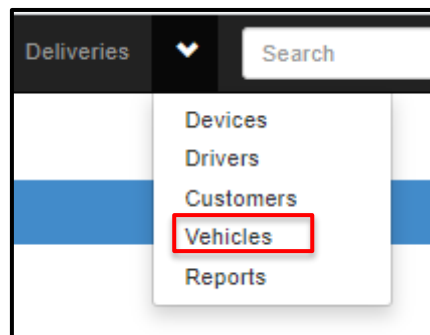 Deliveries
Search
Devices
Drivers
Customers
Vehicles
Reports